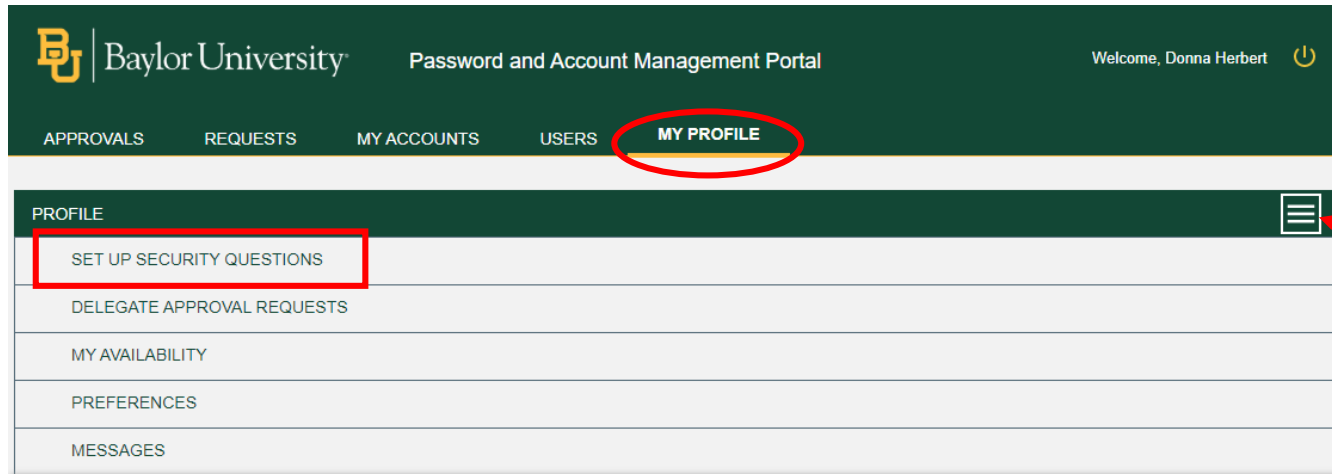 BU Baylor University Password and Account Management Portal Welcome, Donna Herbert
APPROVALS REQUESTS MY ACCOUNTS USERS MY PROFILE
PROFILE
SET UP SECURITY QUESTIONS
DELEGATE APPROVAL REQUESTS
MY AVAILABILITY
PREFERENCES
MESSAGES